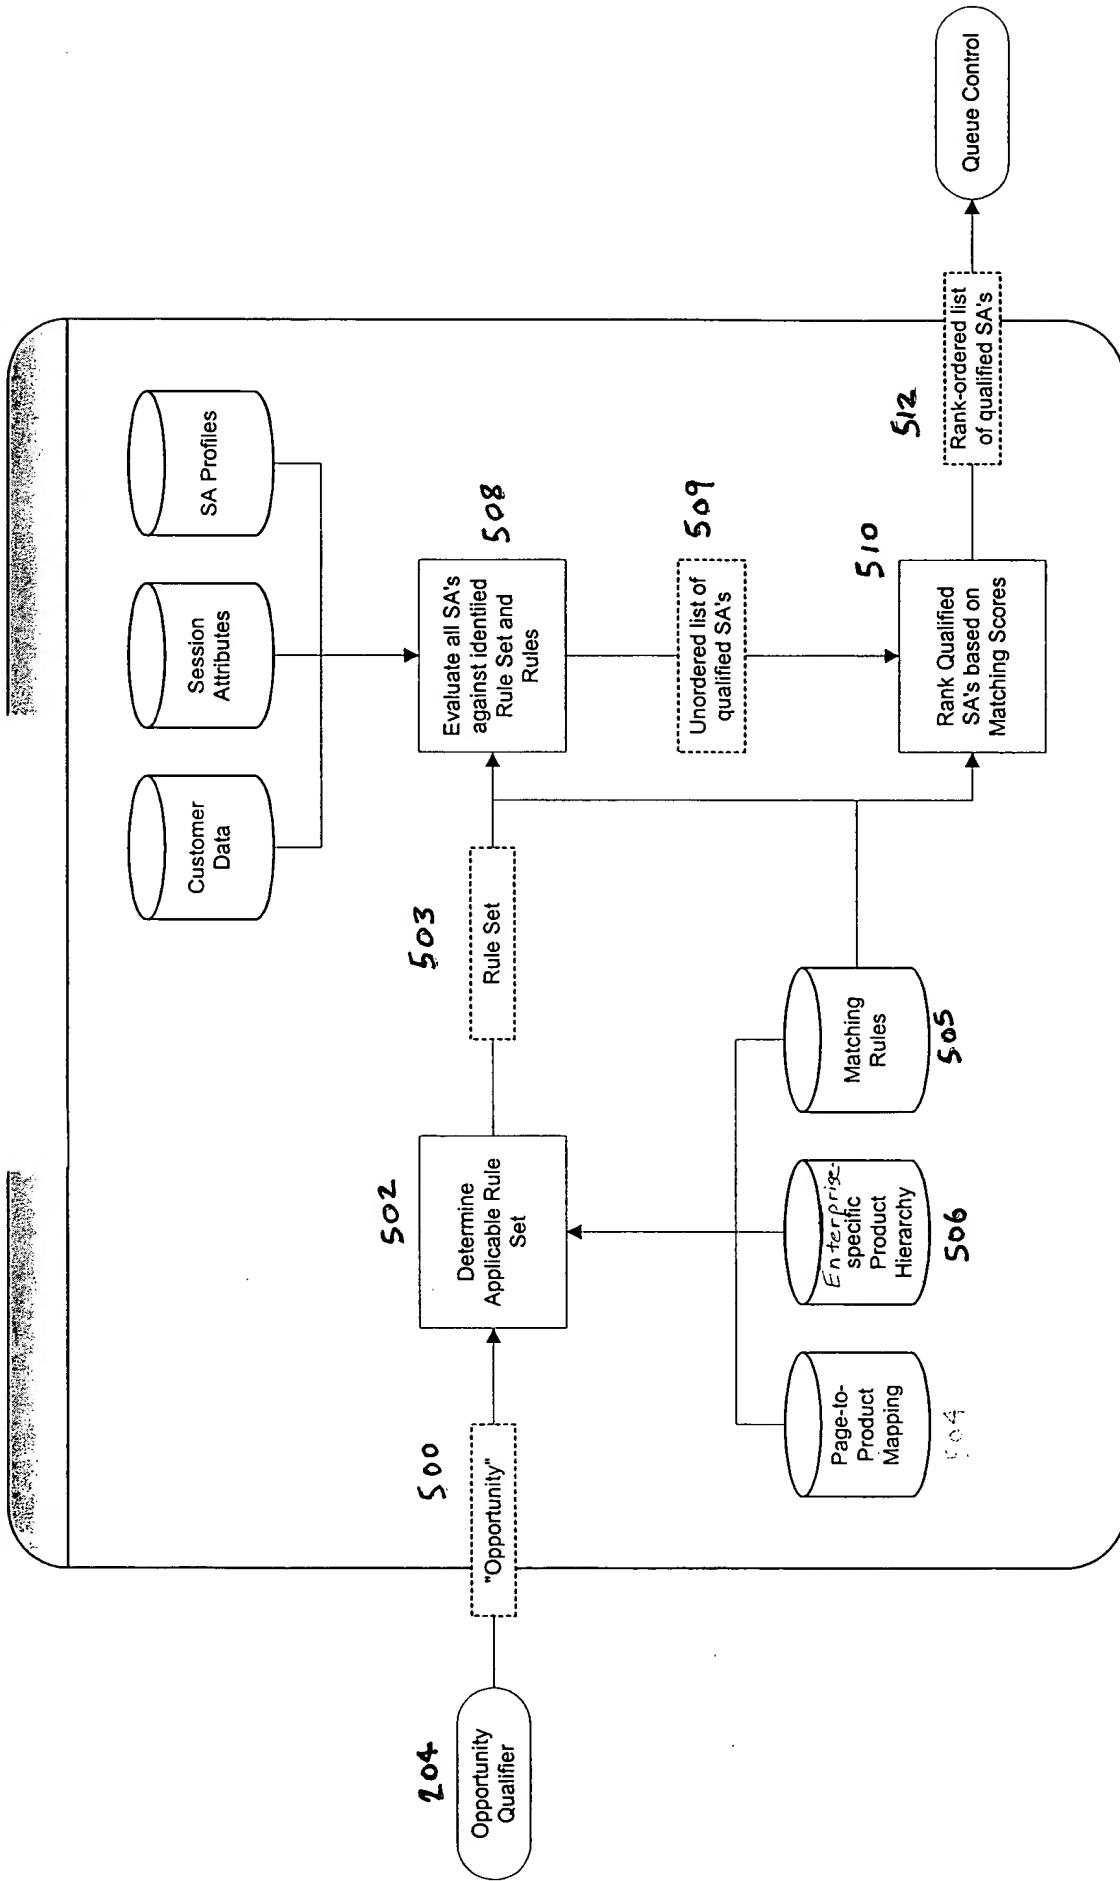 204
Opportunity
Qualifier
500
"Opportunity"
502
Determine
Applicable Rule
Set
Page-to-
Product
Mapping
504
Enterprise-
specific
Product
Hierarchy
506
Matching
Rules
505
503
Rule Set
Customer
Data
Session
Attributes
SA Profiles
Evaluate all SA's
against identiied
Rule Set and
Rules
508
Unordered list of
qualified SA's
509
Rank Qualified
SA's based on
Matching Scores
510
512
Rank-ordered list
of qualified SA's
Queue Control